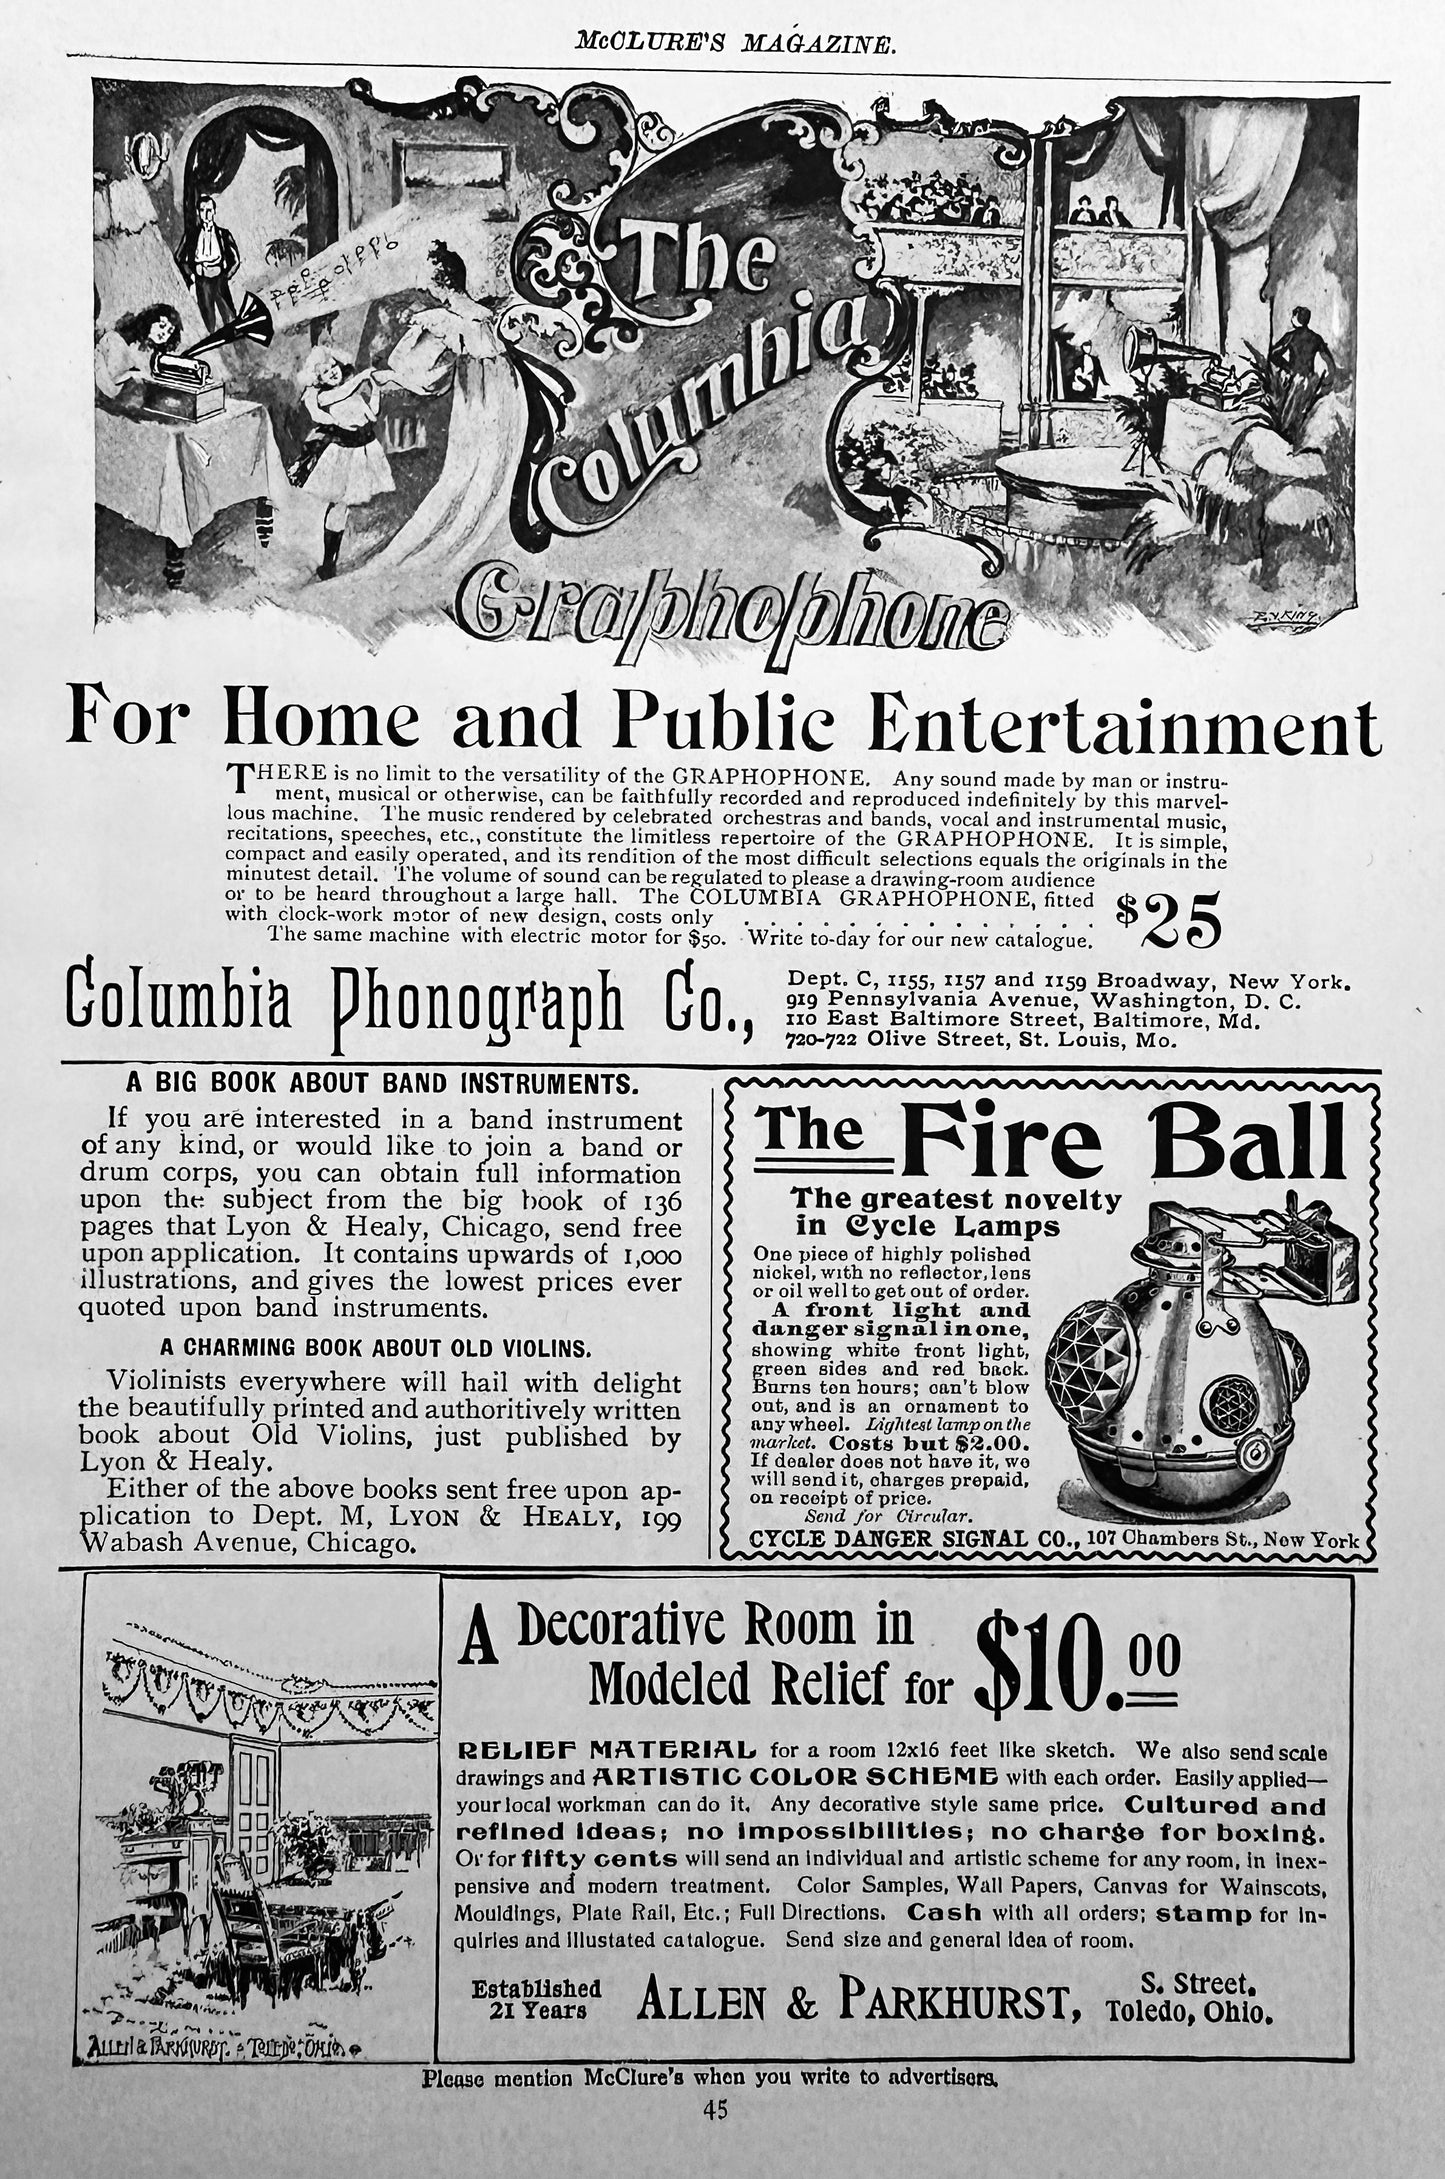 McCLURE'S MAGAZINE.
The
Columbia
Graphophone
B.V. KING.
For Home and Public Entertainment
THERE is no limit to the versatility of the GRAPHOPHONE. Any sound made by man or instru-
ment, musical or otherwise, can be faithfully recorded and reproduced indefinitely by this marvel-
lous machine. The music rendered by celebrated orchestras and bands, vocal and instrumental music,
recitations, speeches, etc., constitute the limitless repertoire of the GRAPHOPHONE. It is simple,
compact and easily operated, and its rendition of the most difficult selections equals the originals in the
minutest detail. The volume of sound can be regulated to please a drawing-room audience
or to be heard throughout a large hall. The COLUMBIA GRAPHOPHONE, fitted
with clock-work motor of new design, costs only . . . . . . . . . . . . . .
$25
The same machine with electric motor for $50. Write to-day for our new catalogue.
Columbia Phonograph Co.,
Dept. C, 1155, 1157 and 1159 Broadway, New York.
919 Pennsylvania Avenue, Washington, D. C.
110 East Baltimore Street, Baltimore, Md.
720-722 Olive Street, St. Louis, Mo.
A BIG BOOK ABOUT BAND INSTRUMENTS.
If you are interested in a band instrument
of any kind, or would like to join a band or
drum corps, you can obtain full information
upon the subject from the big book of 136
pages that Lyon & Healy, Chicago, send free
upon application. It contains upwards of 1,000
illustrations, and gives the lowest prices ever
quoted upon band instruments.
A CHARMING BOOK ABOUT OLD VIOLINS.
Violinists everywhere will hail with delight
the beautifully printed and authoritively written
book about Old Violins, just published by
Lyon & Healy.
Either of the above books sent free upon ap-
plication to Dept. M, LYON & HEALY, 199
Wabash Avenue, Chicago.
The Fire Ball
The greatest novelty
in Cycle Lamps
One piece of highly polished
nickel, with no reflector, lens
or oil well to get out of order.
A front light and
danger signal in one,
showing white front light,
green sides and red back.
Burns ten hours; can't blow
out, and is an ornament to
any wheel. Lightest lamp on the
market. Costs but $2.00.
If dealer does not have it, we
will send it, charges prepaid,
on receipt of price.
Send for Circular.
CYCLE DANGER SIGNAL CO., 107 Chambers St., New York
A Decorative Room in
Modeled Relief for $10.00
RELIEF MATERIAL for a room 12x16 feet like sketch. We also send scale
drawings and ARTISTIC COLOR SCHEME with each order. Easily applied—
your local workman can do it. Any decorative style same price. Cultured and
refined ideas; no impossibilities; no charge for boxing.
Or for fifty cents will send an individual and artistic scheme for any room, in inex-
pensive and modern treatment. Color Samples, Wall Papers, Canvas for Wainscots,
Mouldings, Plate Rail, Etc.; Full Directions. Cash with all orders; stamp for in-
quiries and illustated catalogue. Send size and general idea of room.
Established
21 Years
ALLEN & PARKHURST,
S. Street,
Toledo, Ohio.
ALLEN & PARKHURST. TOLEDO, OHIO.
Please mention McClure's when you write to advertisers.
45